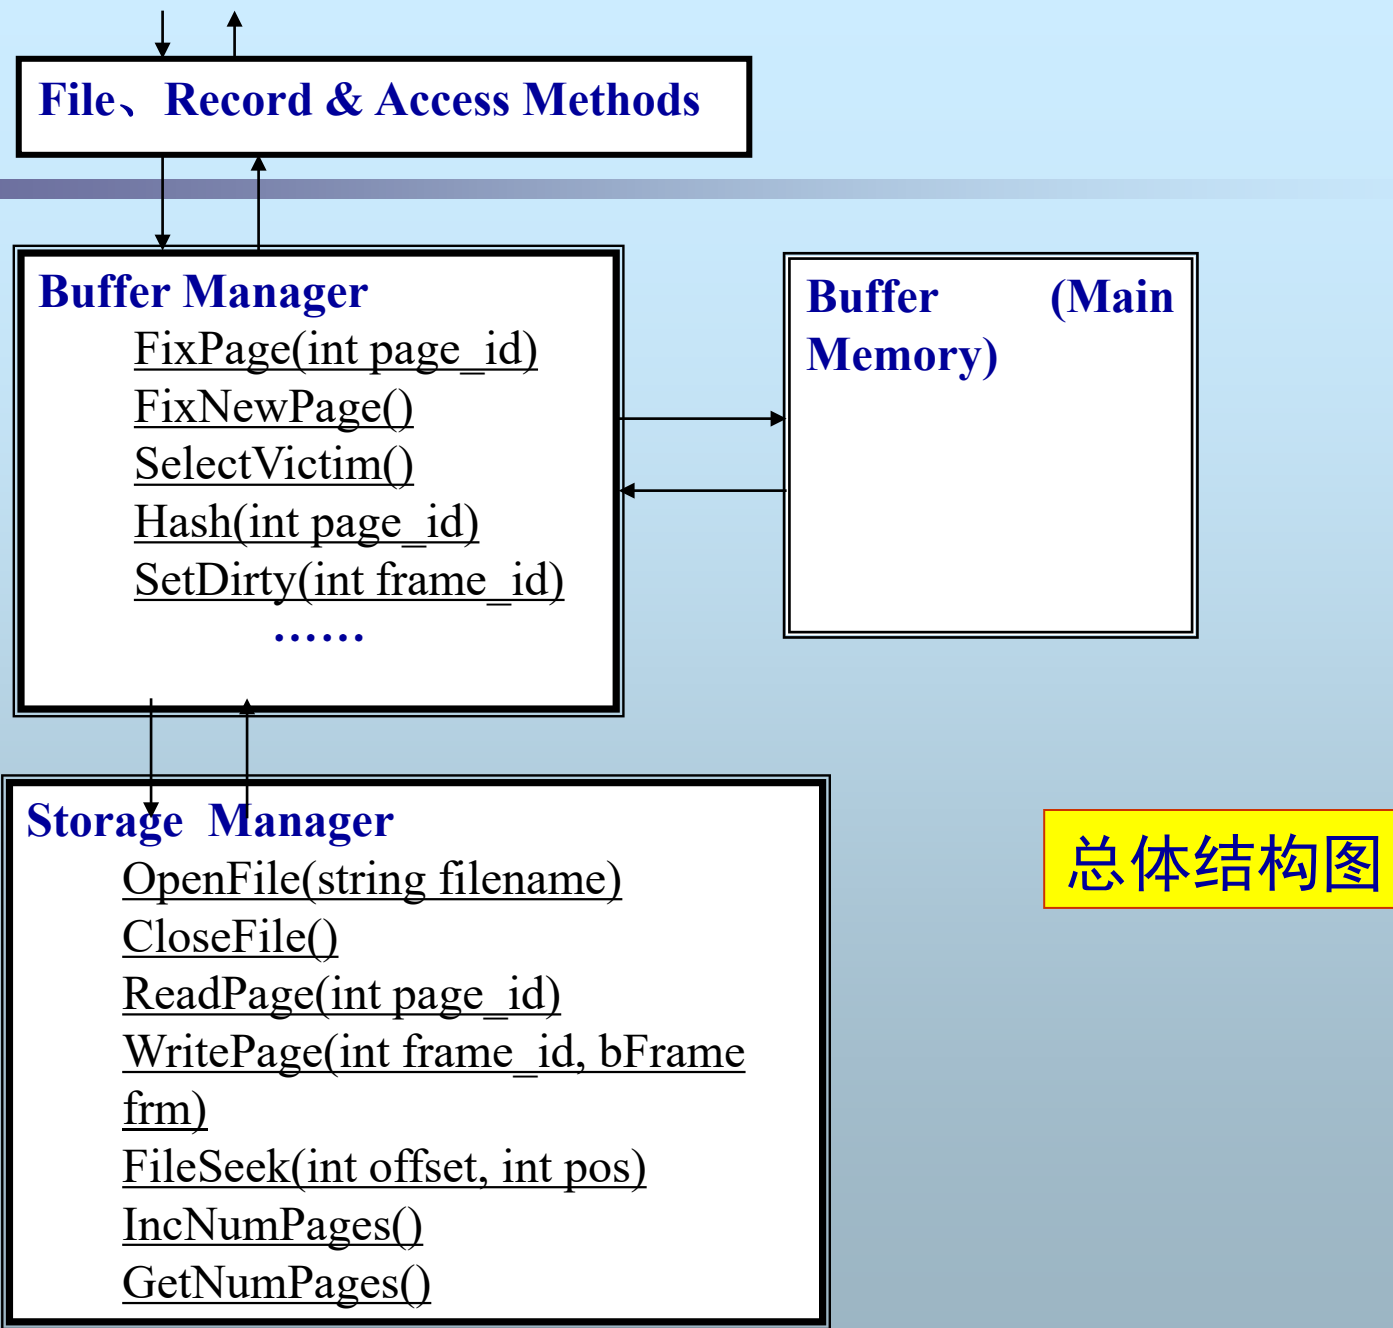 File、Record & Access Methods
Buffer Manager
FixPage(int page_id)
FixNewPage()
SelectVictim()
Hash(int page_id)
SetDirty(int frame_id)
……
Buffer (Main
Memory)
Storage Manager
OpenFile(string filename)
CloseFile()
ReadPage(int page_id)
WritePage(int frame_id, bFrame
frm)
FileSeek(int offset, int pos)
IncNumPages()
GetNumPages()
总体结构图